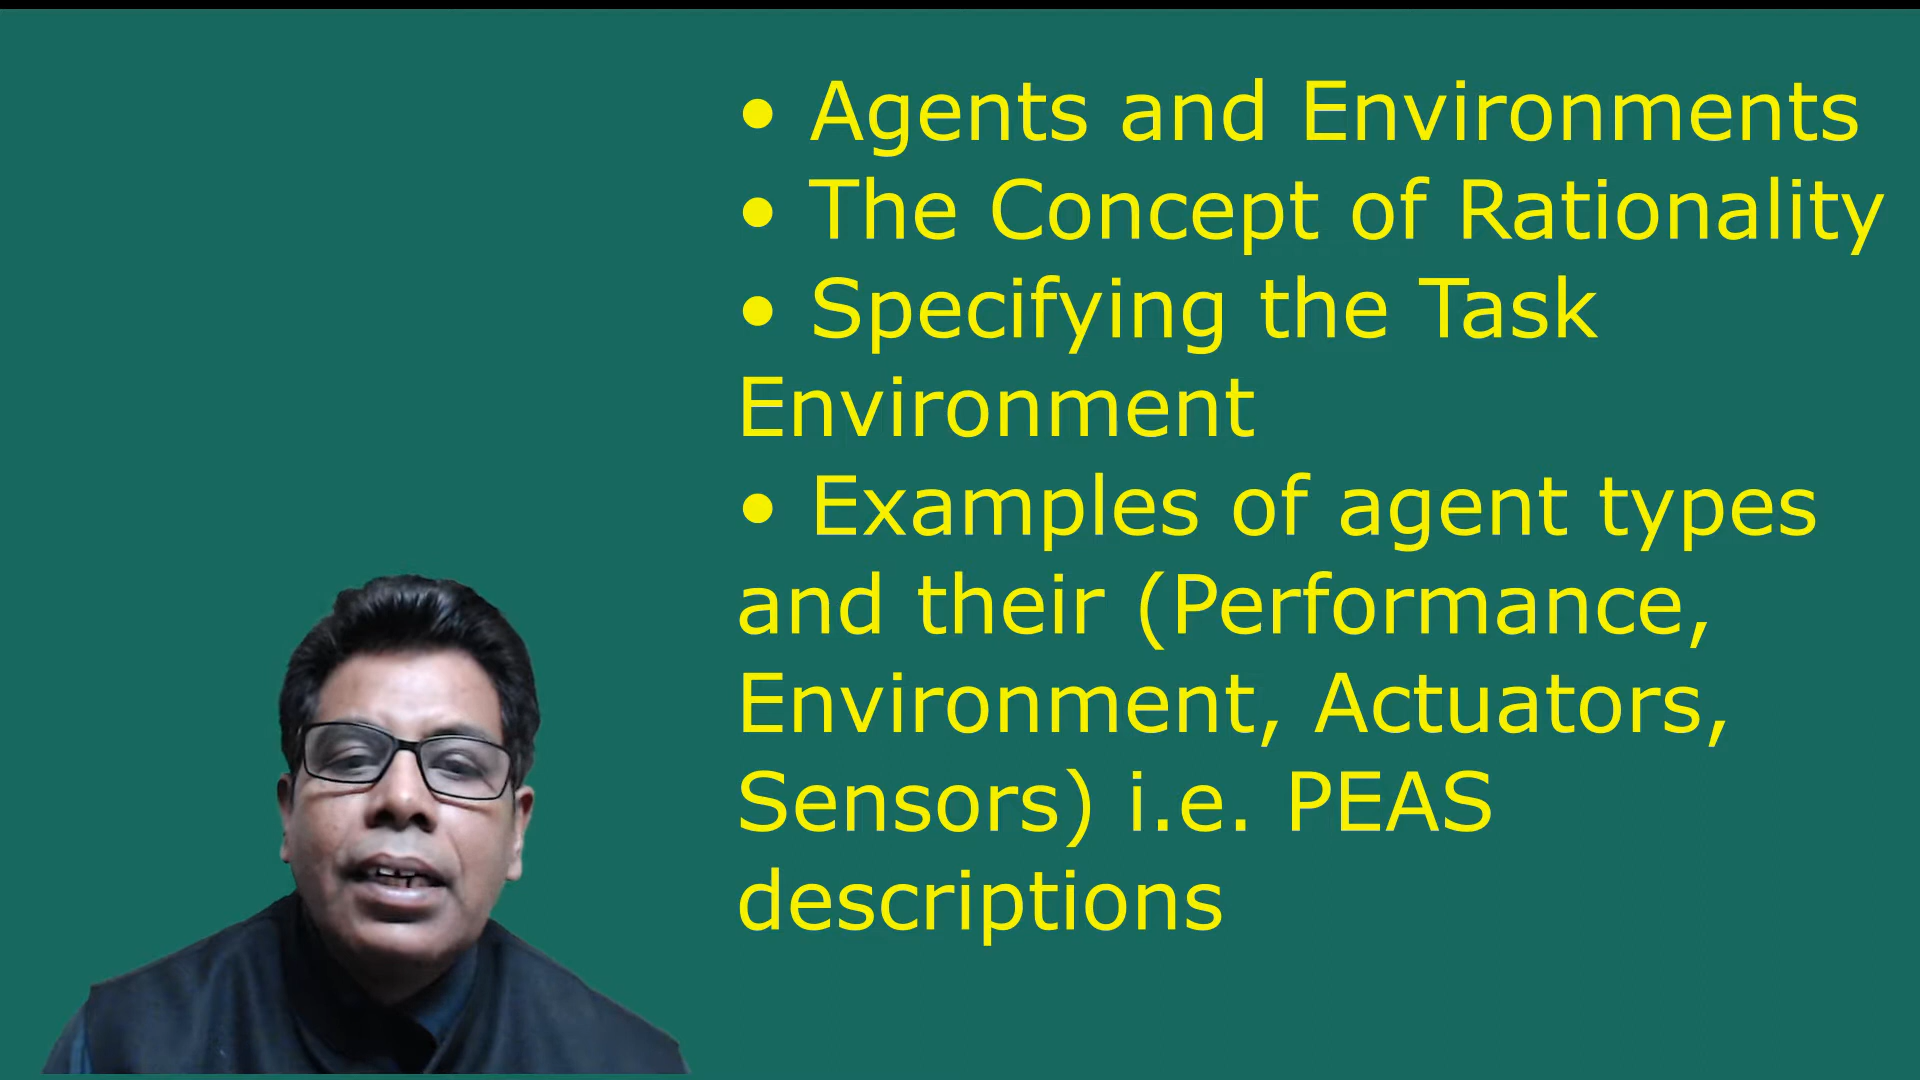 • Agents and Environments
• The Concept of Rationality
• Specifying the Task
Environment
• Examples of agent types
and their (Performance,
Environment, Actuators,
Sensors) i.e. PEAS
descriptions